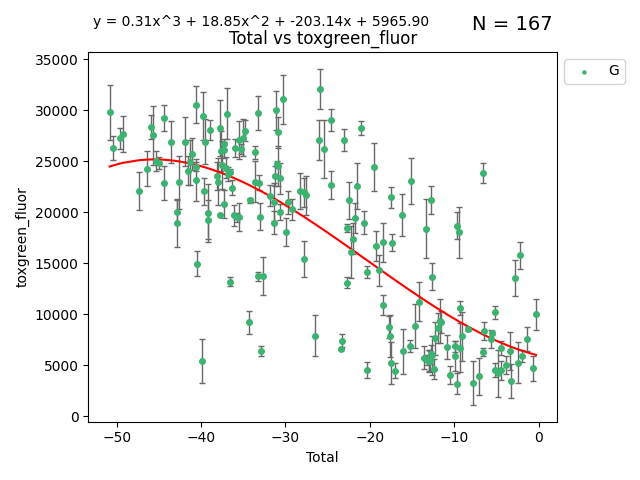 y = 0.31x^3 + 18.85x^2 + -203.14x + 5965.90
N = 167
Total vs toxgreen_fluor
G
35000
30000
25000
20000
15000
10000
5000
0
toxgreen_fluor
−50 −40 −30 −20 −10 0
Total